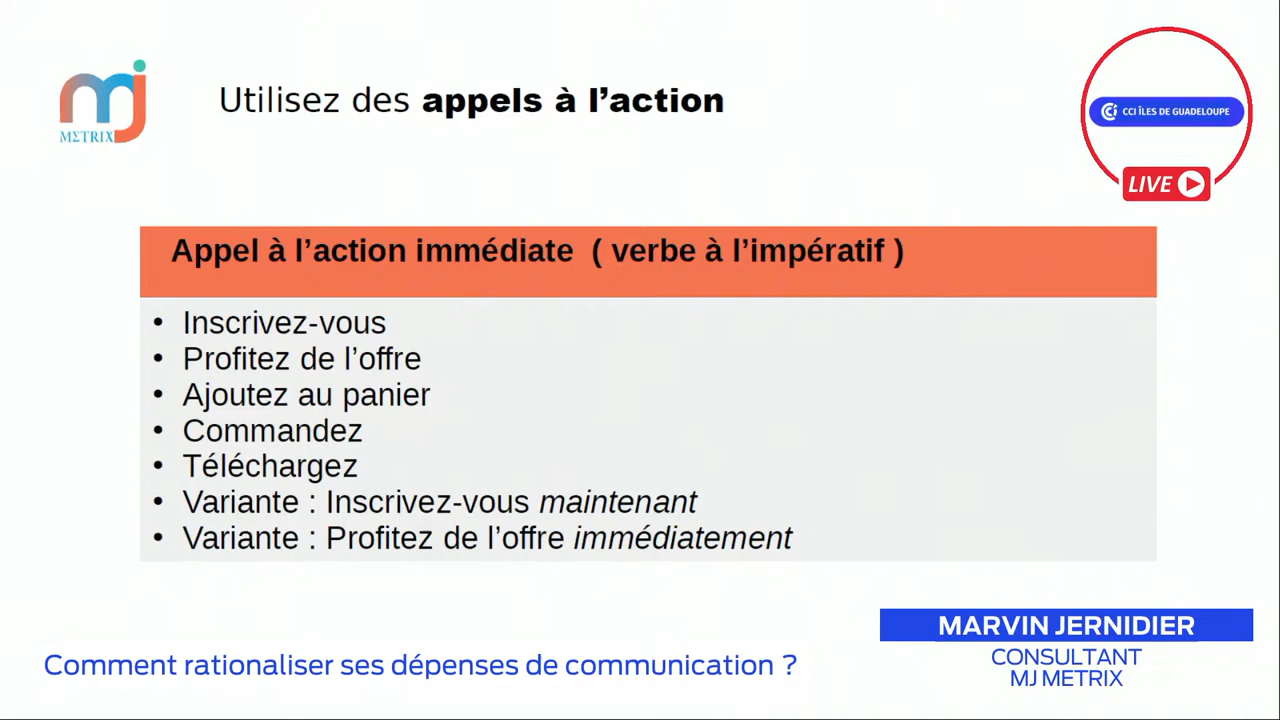 mj
METRIX
Utilisez des appels à l’action
CCI ÎLES DE GUADELOUPE
LIVE
Appel à l’action immédiate ( verbe à l’impératif )
• Inscrivez-vous
• Profitez de l’offre
• Ajoutez au panier
• Commandez
• Téléchargez
• Variante : Inscrivez-vous maintenant
• Variante : Profitez de l’offre immédiatement
MARVIN JERNIDIER
CONSULTANT
MJ METRIX
Comment rationaliser ses dépenses de communication ?